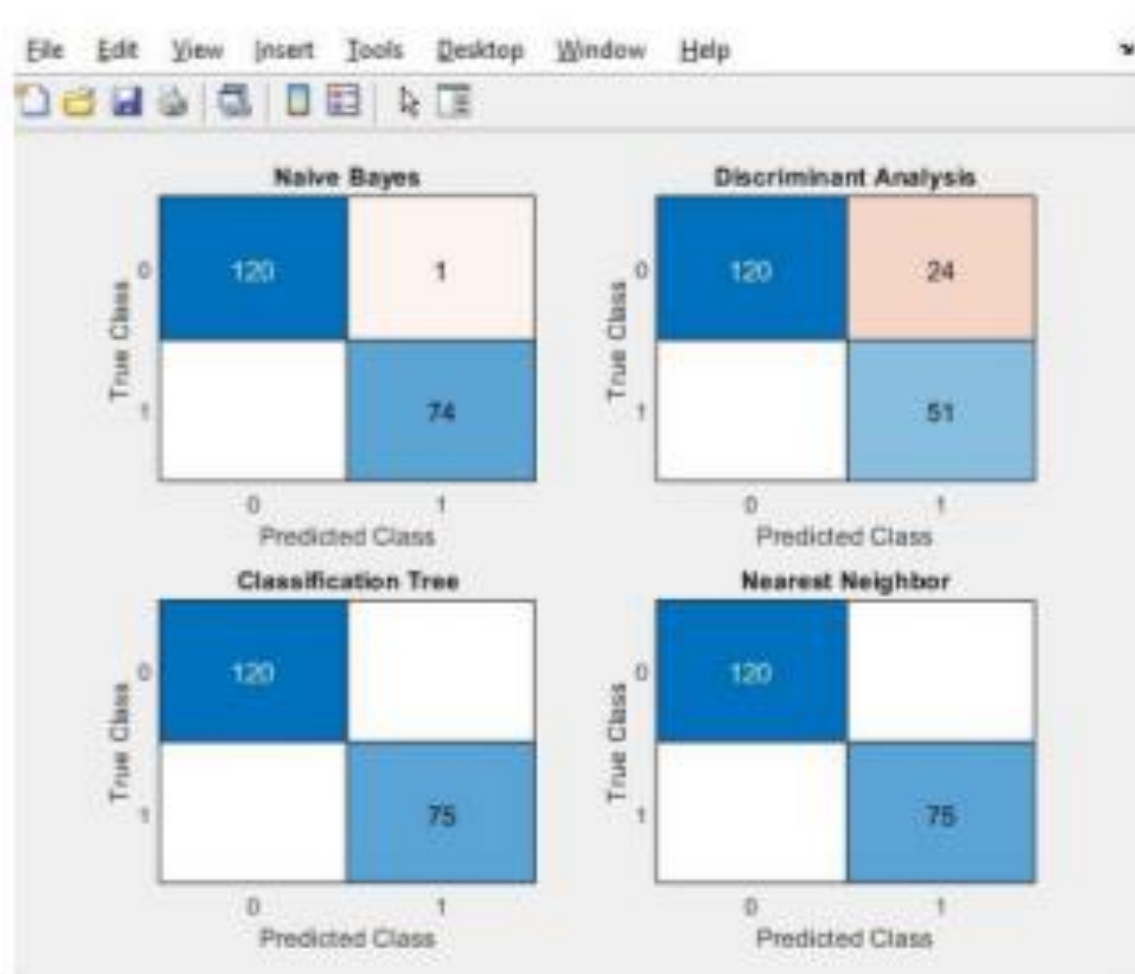 File Edit View Insert Tools Desktop Window Help
Naive Bayes
True Class
0
1
120
1
74
0
1
Predicted Class
Discriminant Analysis
True Class
0
1
120
24
51
0
1
Predicted Class
Classification Tree
True Class
0
1
120
75
0
1
Predicted Class
Nearest Neighbor
True Class
0
1
120
75
0
1
Predicted Class